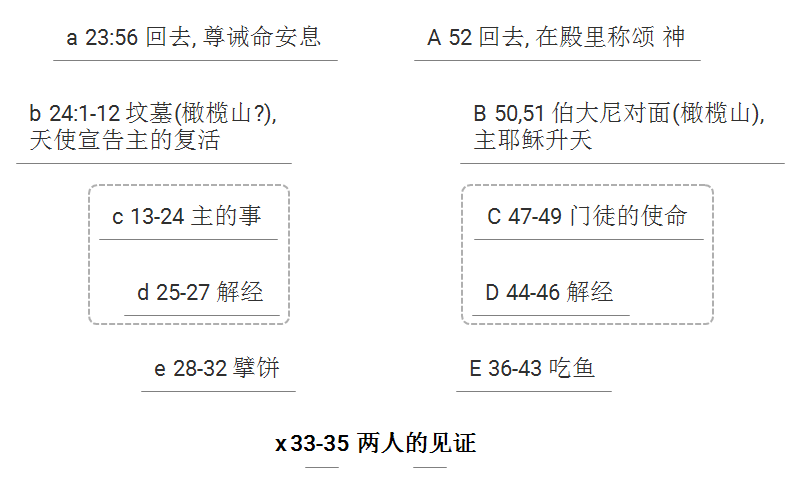 a 23:56 回去, 尊诫命安息
A 52 回去, 在殿里称颂 神
b 24:1-12 坟墓(橄榄山?),
天使宣告主的复活
B 50,51 伯大尼对面(橄榄山),
主耶稣升天
c 13-24 主的事
C 47-49 门徒的使命
d 25-27 解经
D 44-46 解经
e 28-32 擘饼
E 36-43 吃鱼
x 33-35 两人的见证